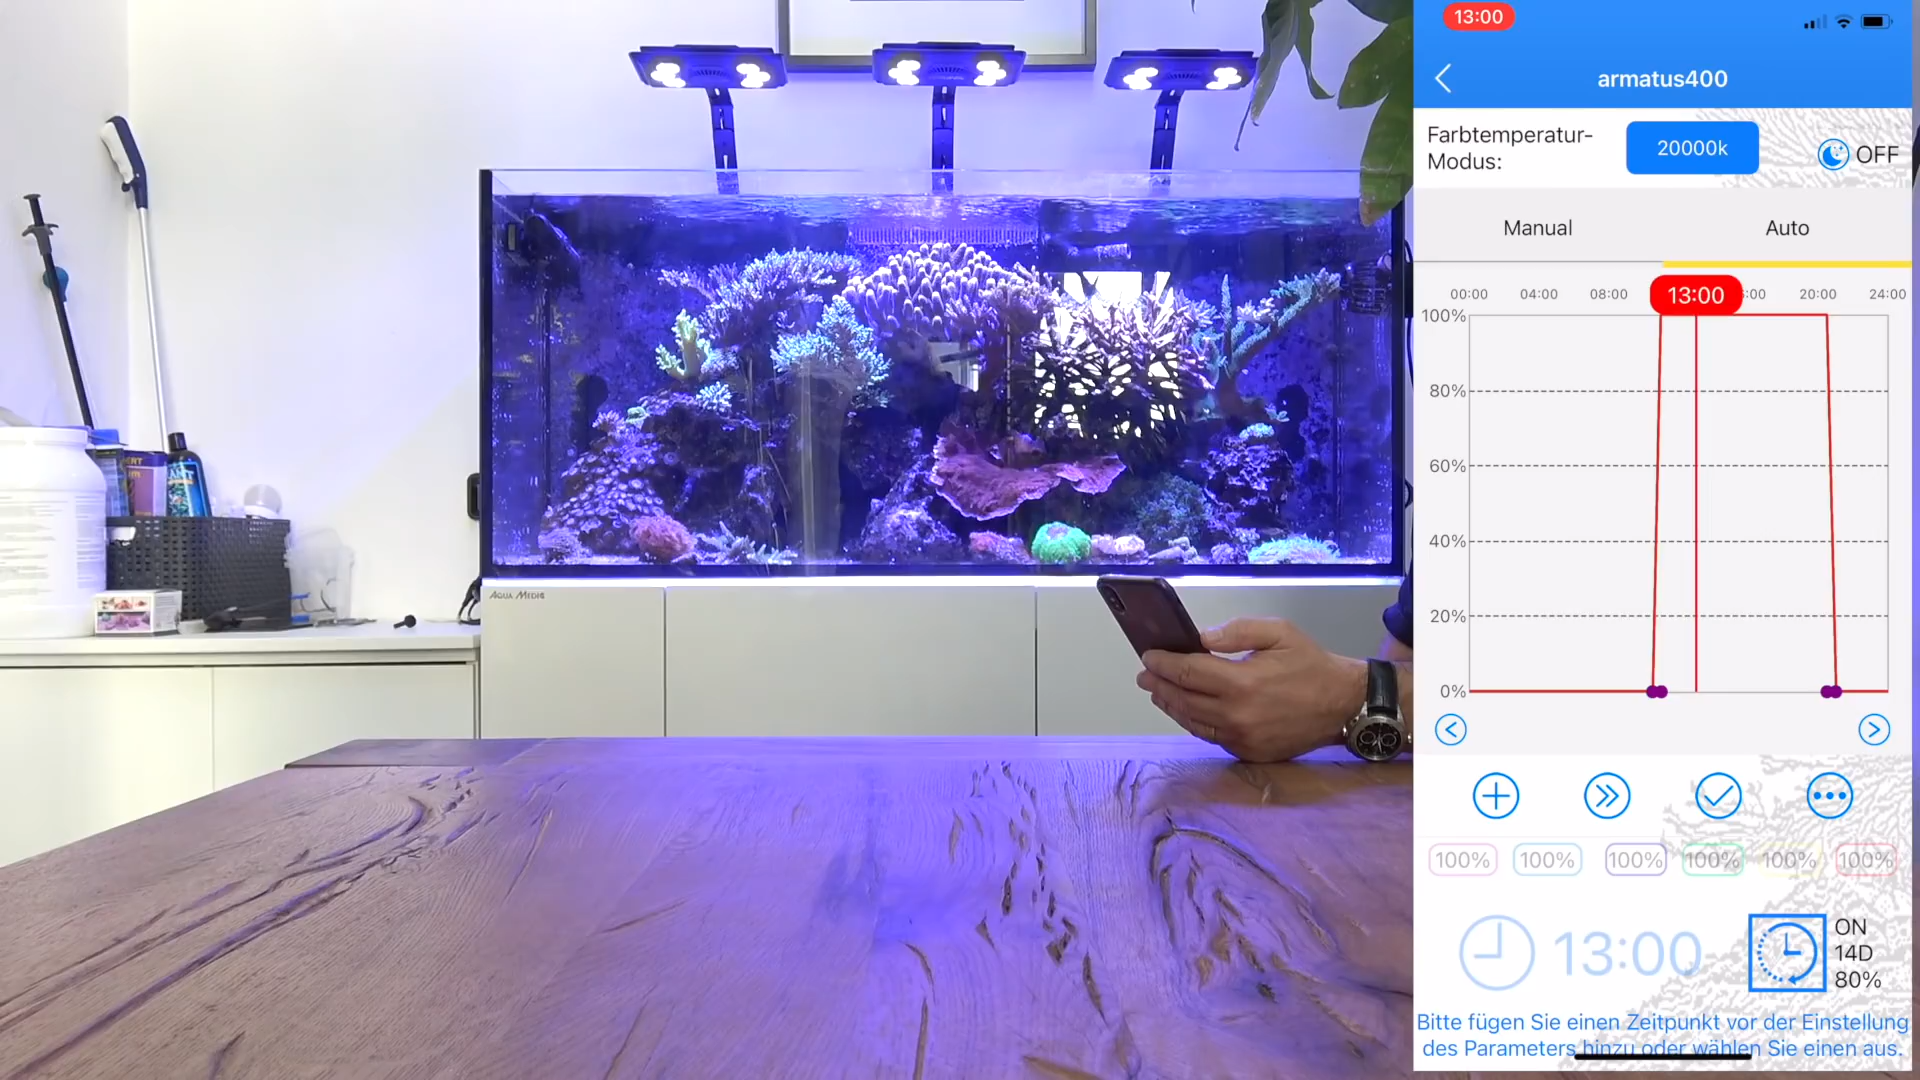 13:00
armatus400
Farbtemperatur-
Modus:
20000k
OFF
Manual
Auto
00:00 04:00 08:00 13:00 :00 20:00 24:00
100%
80%
60%
40%
20%
0%
100% 100% 100% 100% 100% 100%
13:00
ON
14D
80%
Bitte fügen Sie einen Zeitpunkt vor der Einstellung
des Parameters hinzu oder wählen Sie einen aus.
AQUA MEDIC